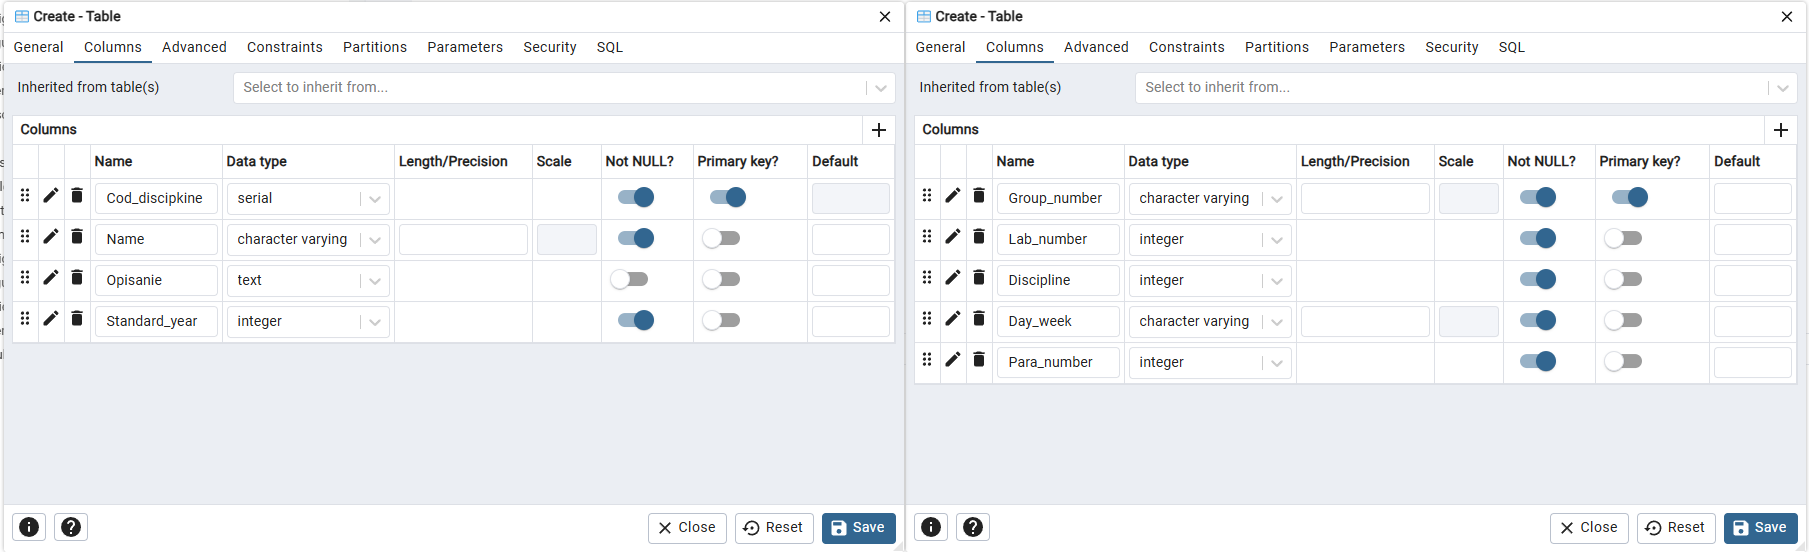 Create - Table
General Columns Advanced Constraints Partitions Parameters Security SQL
Inherited from table(s) Select to inherit from...
Columns
Name Data type Length/Precision Scale Not NULL? Primary key? Default
Cod_discipkine serial
Name character varying
Opisanie text
Standard_year integer
Close Reset Save
Create - Table
General Columns Advanced Constraints Partitions Parameters Security SQL
Inherited from table(s) Select to inherit from...
Columns
Name Data type Length/Precision Scale Not NULL? Primary key? Default
Group_number character varying
Lab_number integer
Discipline integer
Day_week character varying
Para_number integer
Close Reset Save